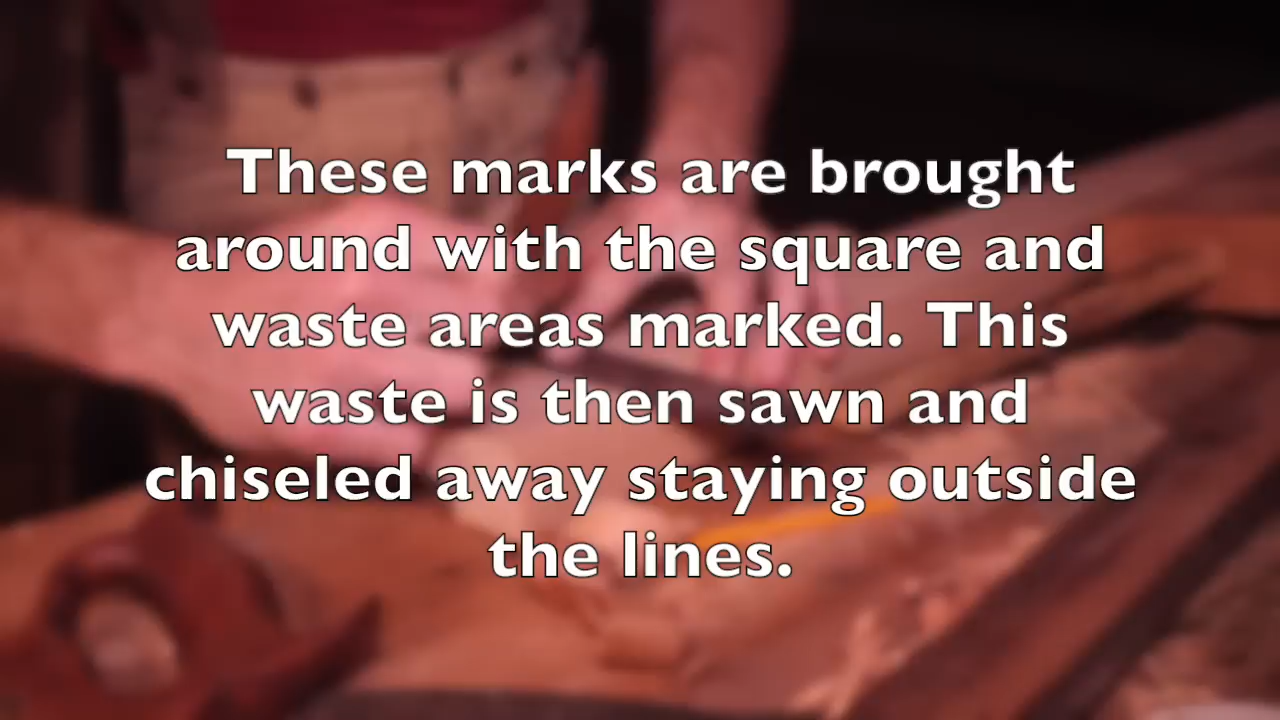 These marks are brought
around with the square and
waste areas marked. This
waste is then sawn and
chiseled away staying outside
the lines.